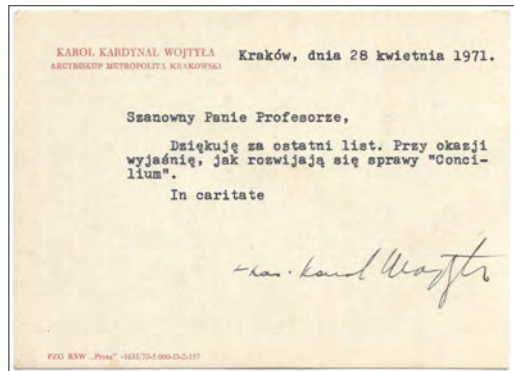 KAROL KARDYNAŁ WOJTYŁA
ARCYBISKUP METROPOLITA KRAKOWSKI
Kraków, dnia 28 kwietnia 1971.
Szanowny Panie Profesorze,
Dziękuję za ostatni list. Przy okazji
wyjaśnię, jak rozwijają się sprawy "Conci-
lium".
In caritate
Karol Wojtyła
PZG RSW „Prasa"